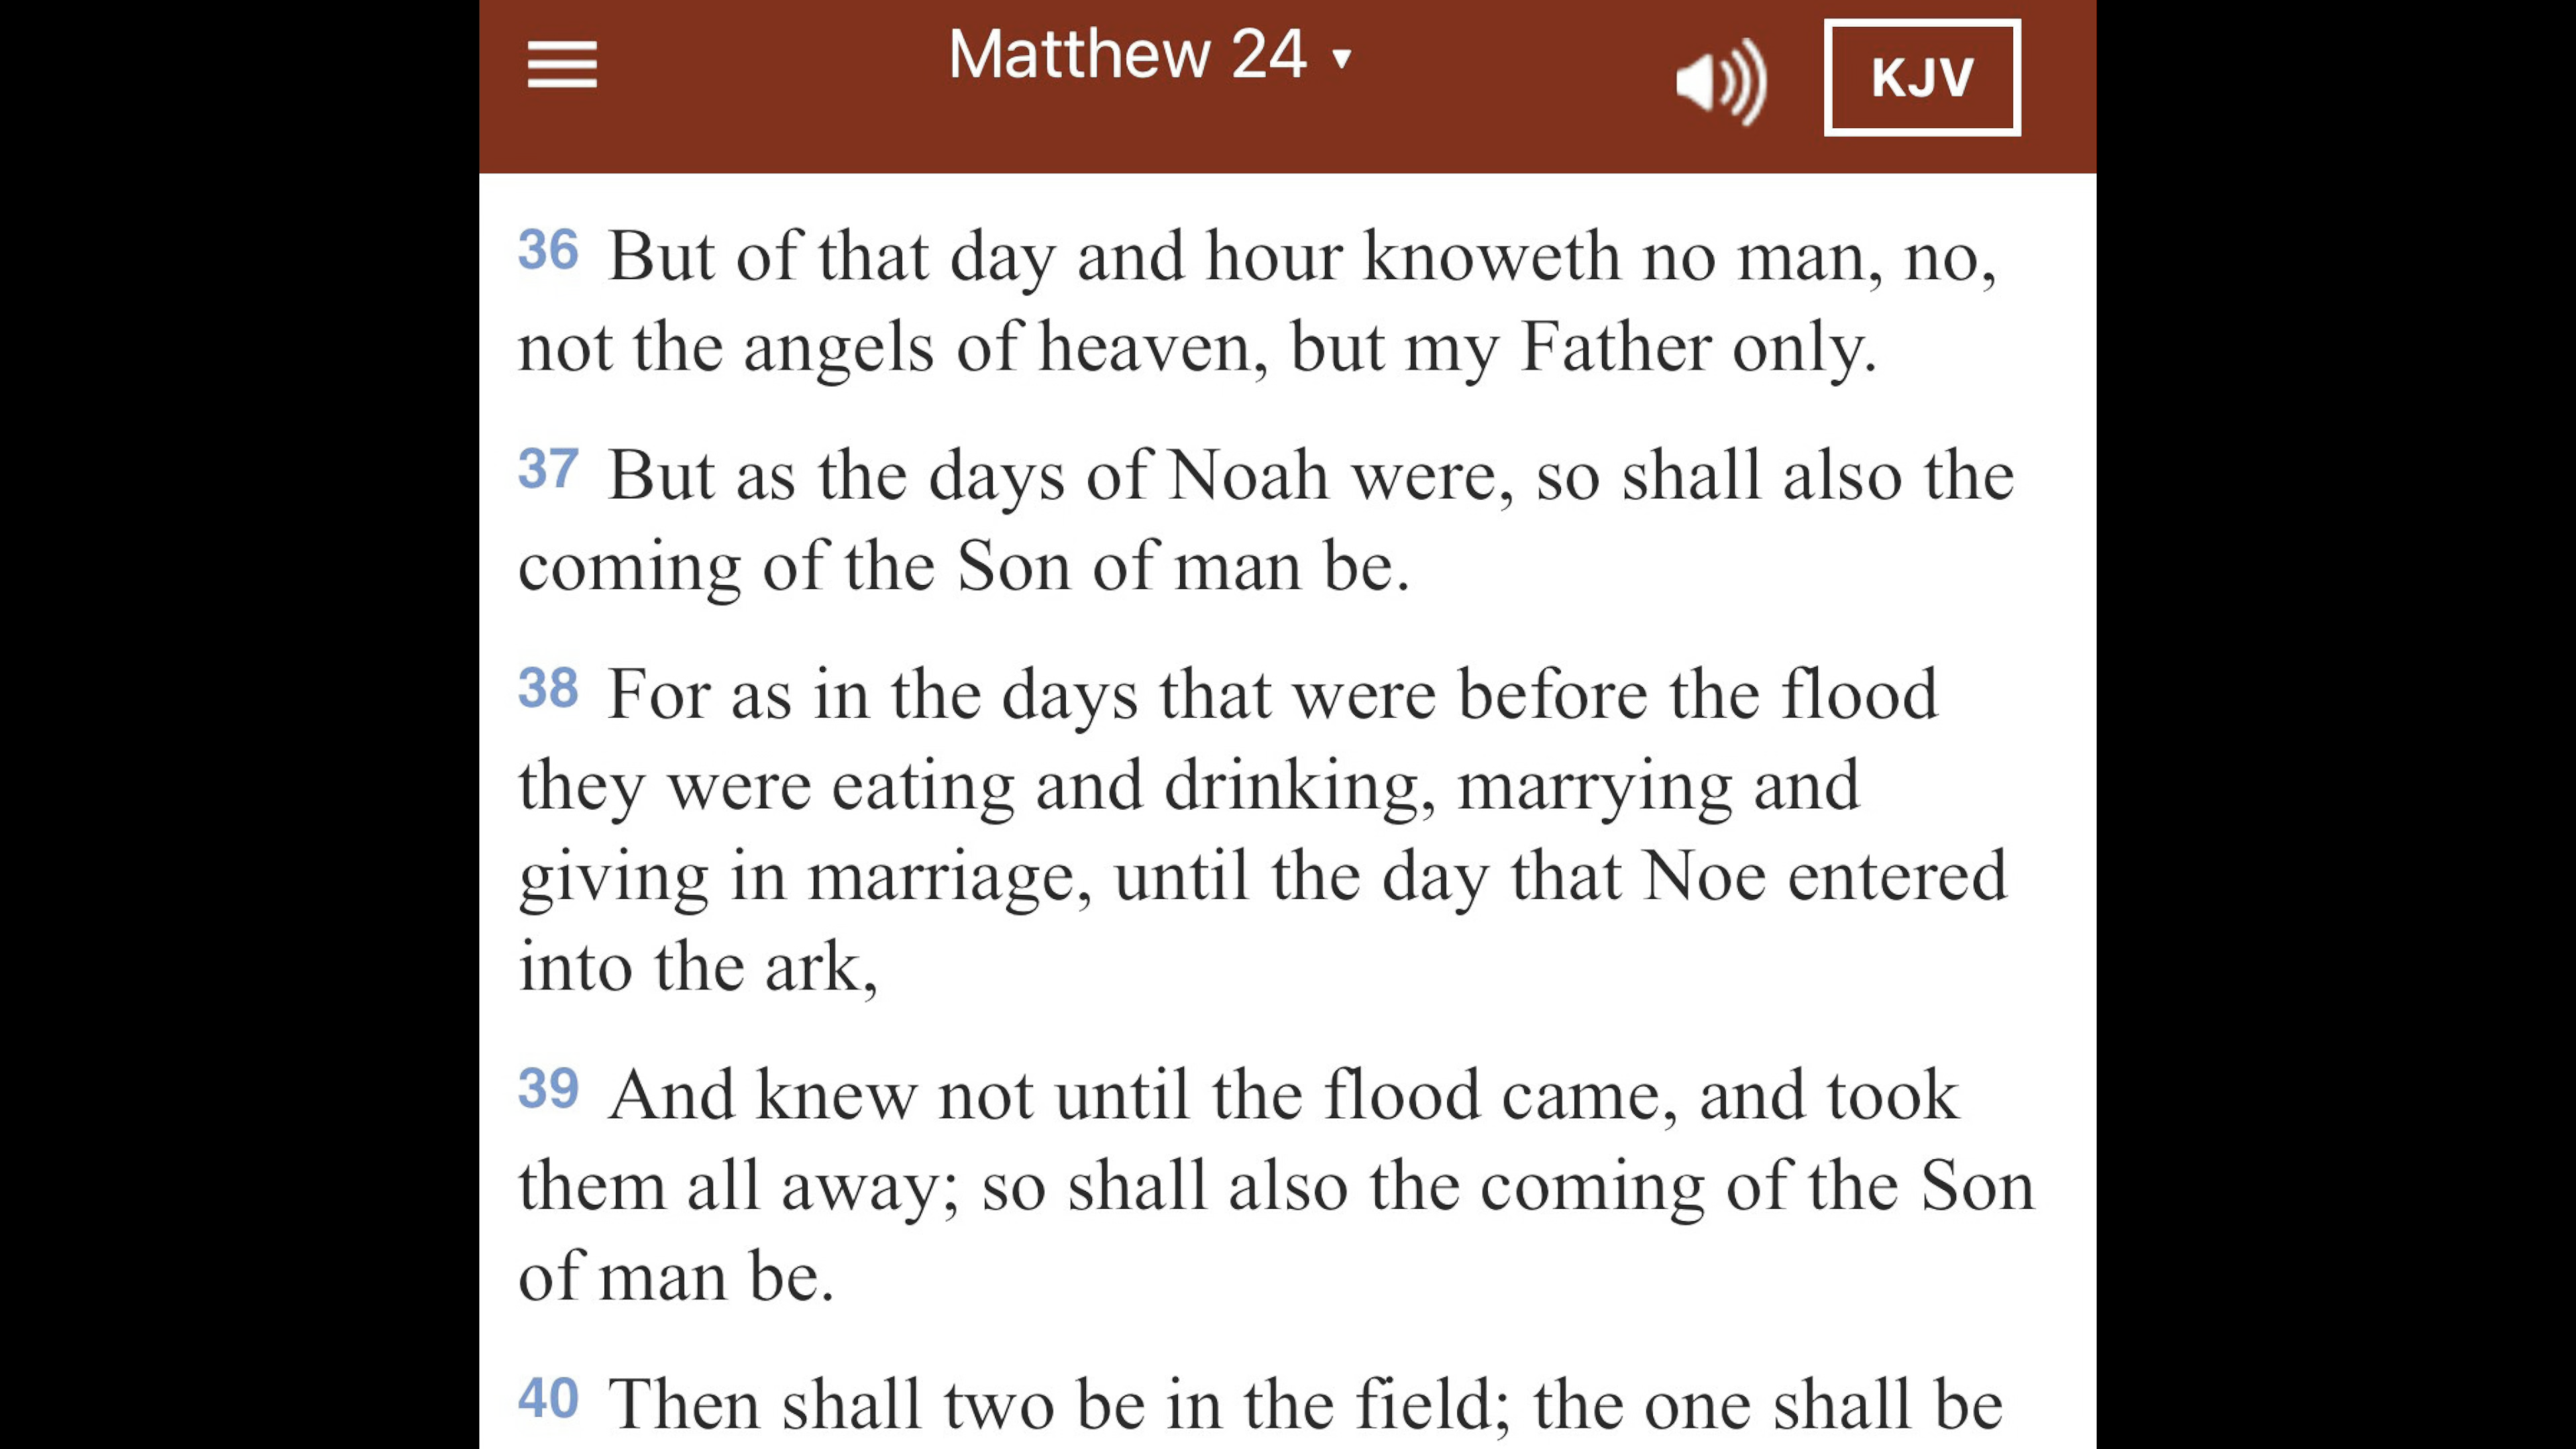 Matthew 24 ▾
KJV
36 But of that day and hour knoweth no man, no,
not the angels of heaven, but my Father only.
37 But as the days of Noah were, so shall also the
coming of the Son of man be.
38 For as in the days that were before the flood
they were eating and drinking, marrying and
giving in marriage, until the day that Noe entered
into the ark,
39 And knew not until the flood came, and took
them all away; so shall also the coming of the Son
of man be.
40 Then shall two be in the field; the one shall be